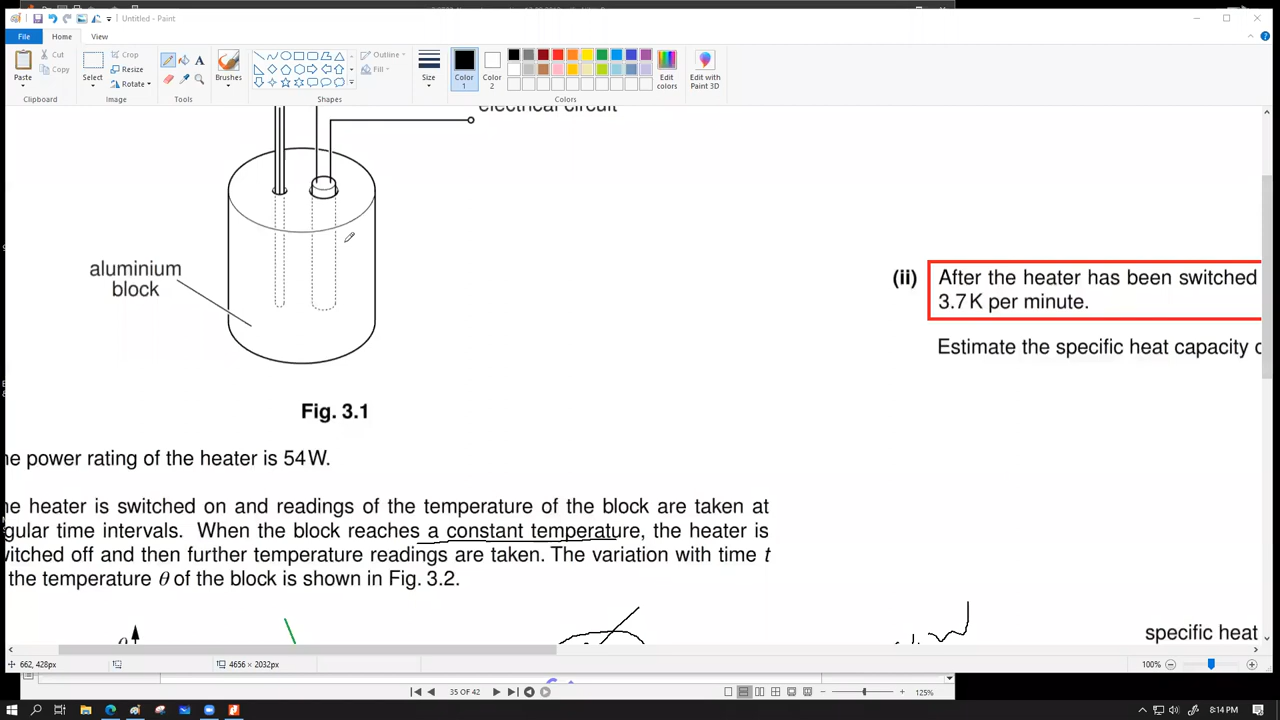 Untitled - Paint
File
Home
View
Paste
Cut
Copy
Clipboard
Select
Crop
Resize
Rotate
Image
Tools
Brushes
Shapes
Outline
Fill
Size
Color 1
Color 2
Edit colors
Edit with Paint 3D
Colors
electrical circuit
aluminium
block
Fig. 3.1
(ii) After the heater has been switched
3.7 K per minute.
Estimate the specific heat capacity
he power rating of the heater is 54 W.
he heater is switched on and readings of the temperature of the block are taken at
gular time intervals. When the block reaches a constant temperature, the heater is
witched off and then further temperature readings are taken. The variation with time t
the temperature θ of the block is shown in Fig. 3.2.
specific heat
662, 428px
4656 × 2032px
100%
35 OF 42
125%
8:14 PM